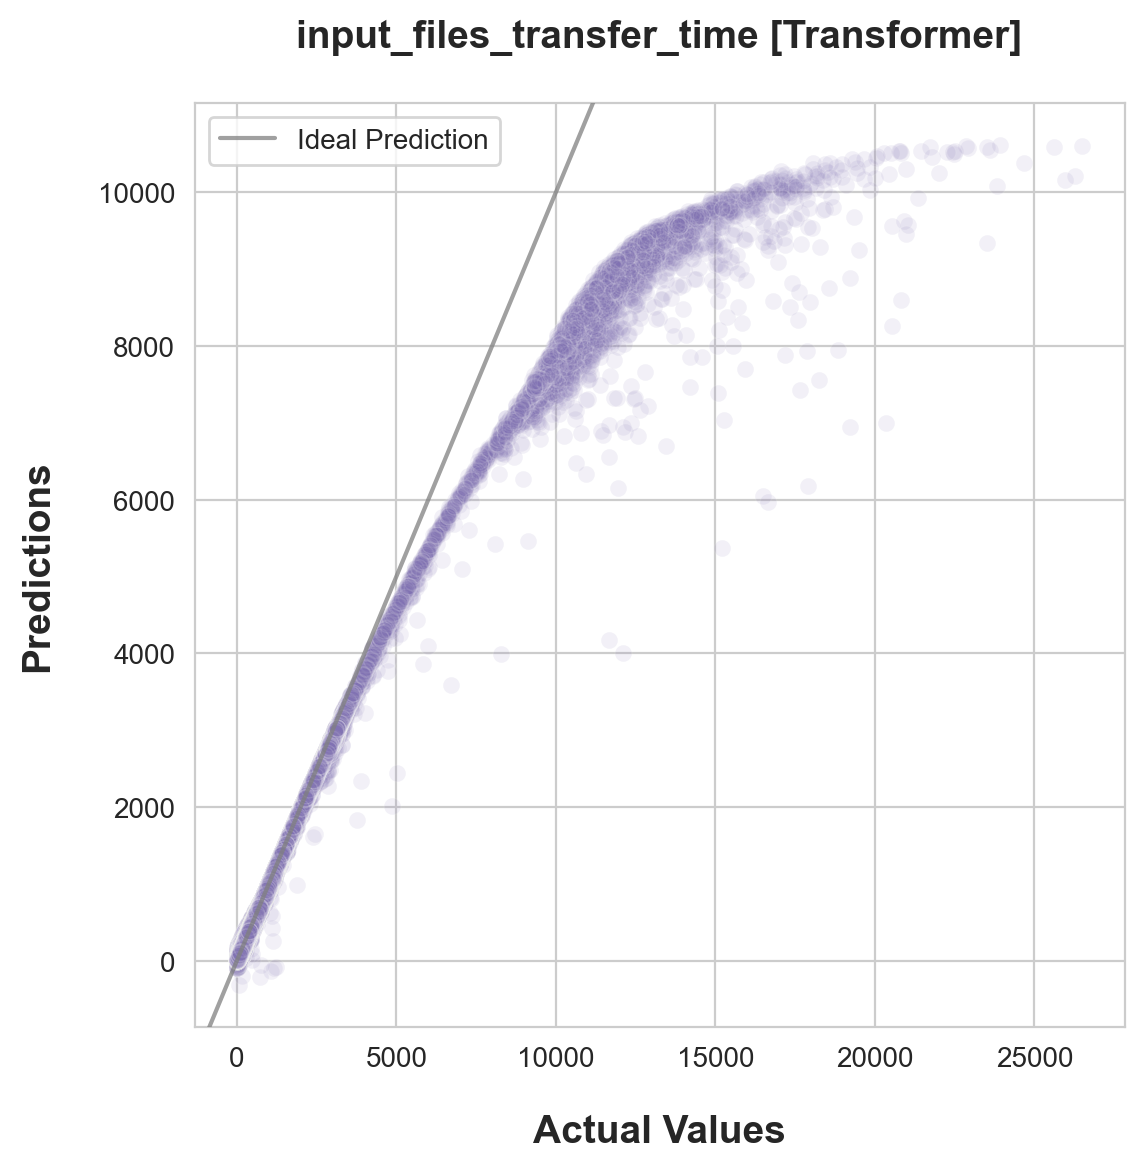 input_files_transfer_time [Transformer]
Ideal Prediction
10000
8000
6000
4000
2000
0
Predictions
0 5000 10000 15000 20000 25000
Actual Values